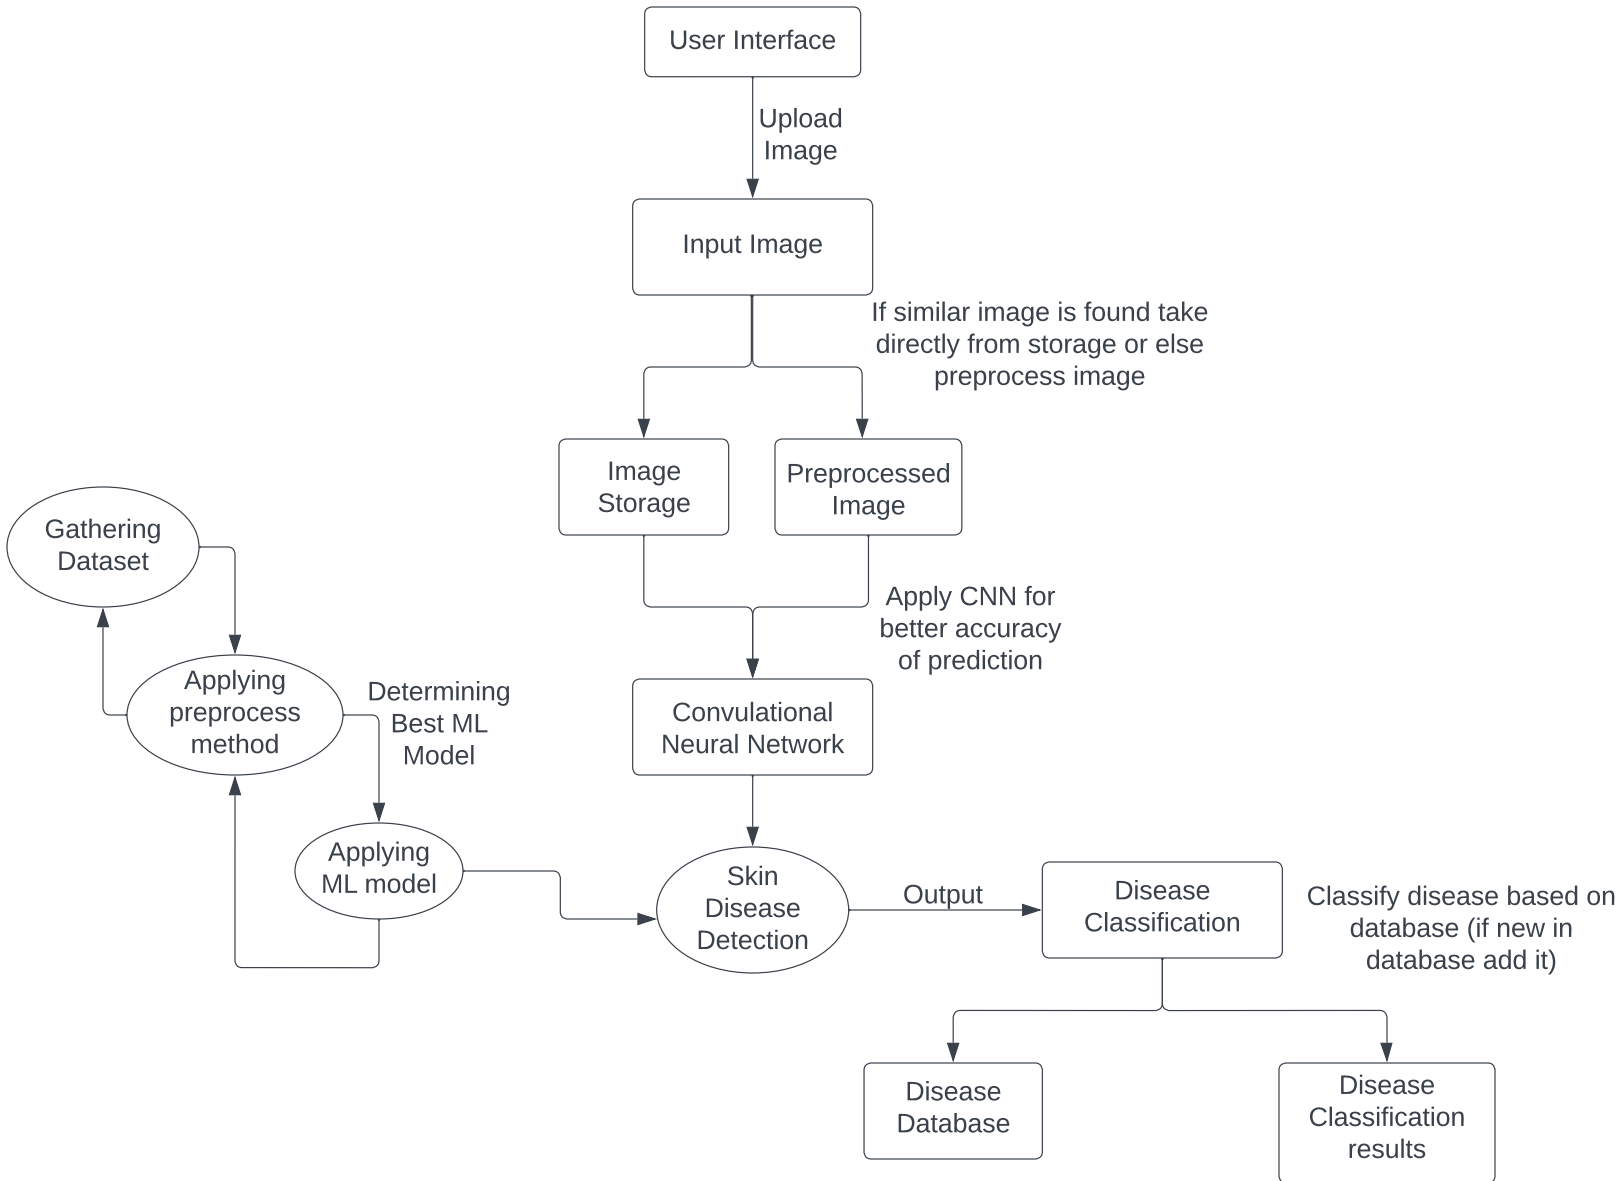 User Interface
Upload
Image
Input Image
If similar image is found take
directly from storage or else
preprocess image
Image
Storage
Preprocessed
Image
Gathering
Dataset
Apply CNN for
better accuracy
of prediction
Applying
preprocess
method
Determining
Best ML
Model
Convulational
Neural Network
Applying
ML model
Skin
Disease
Detection
Output
Disease
Classification
Classify disease based on
database (if new in
database add it)
Disease
Database
Disease
Classification
results